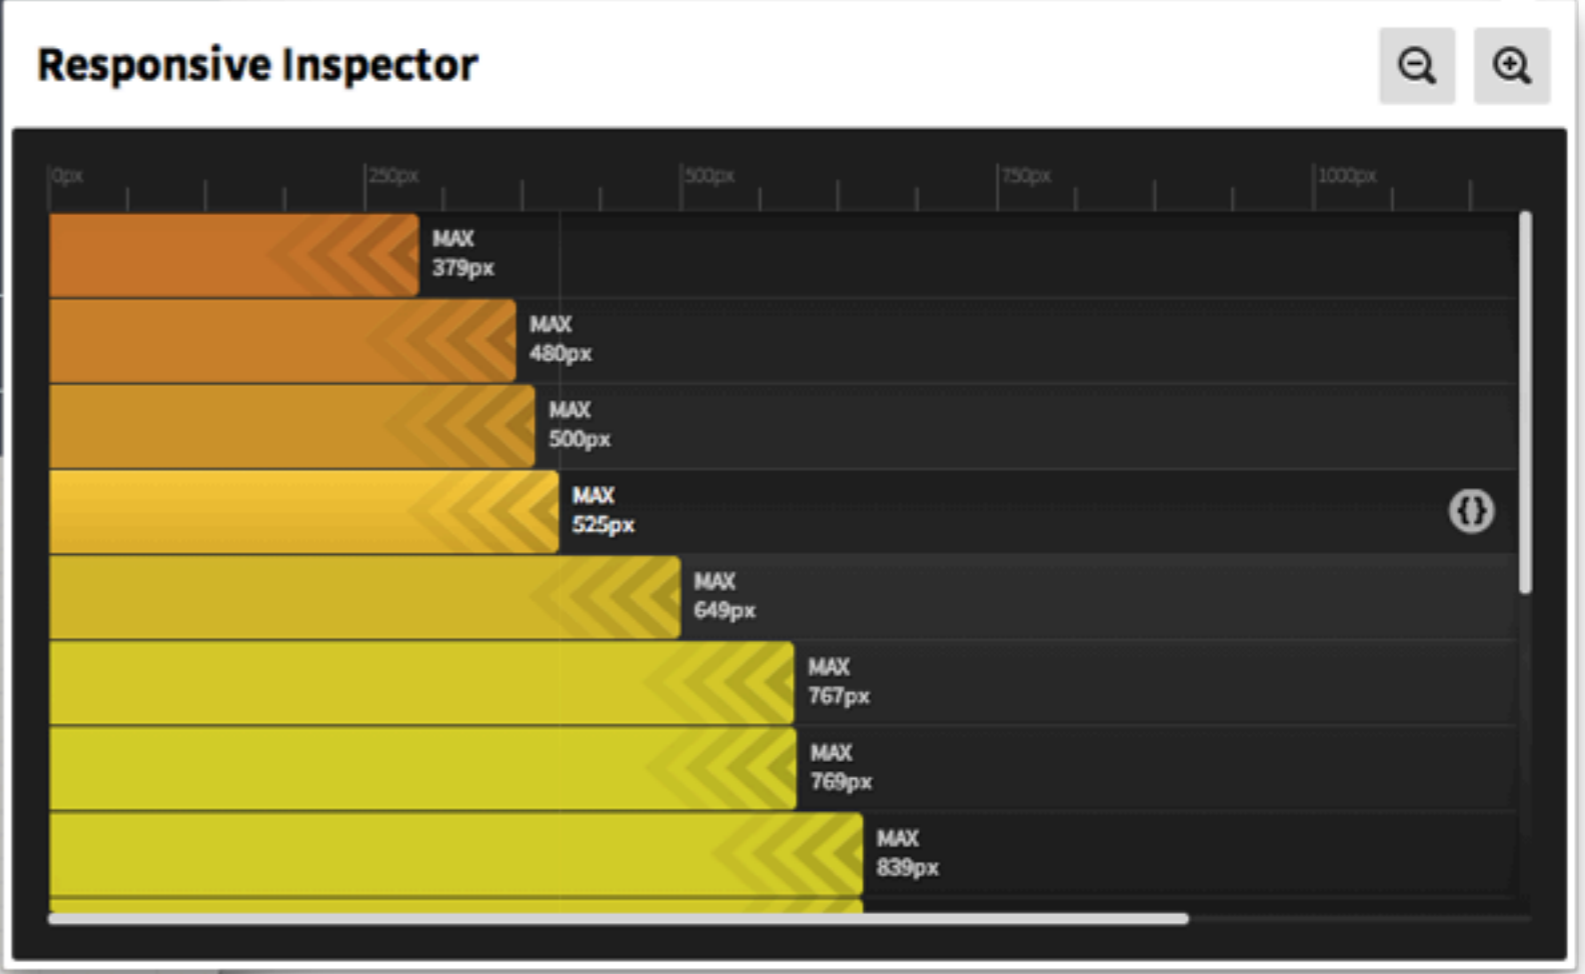 Responsive Inspector
0px 250px 500px 750px 1000px
MAX
379px
MAX
480px
MAX
500px
MAX
525px
{}
MAX
649px
MAX
767px
MAX
769px
MAX
839px